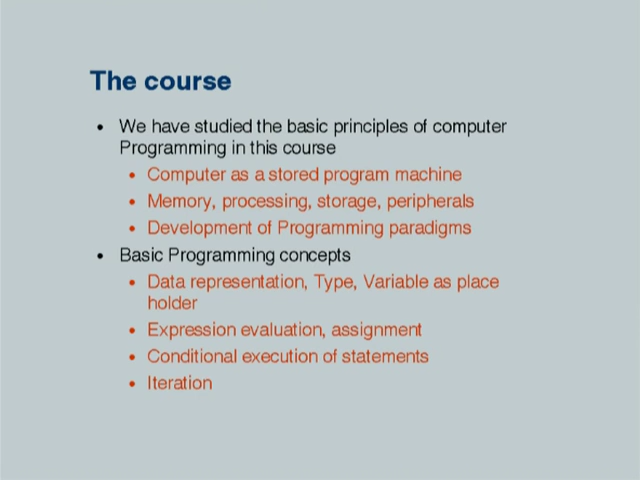 The course
• We have studied the basic principles of computer
Programming in this course
• Computer as a stored program machine
• Memory, processing, storage, peripherals
• Development of Programming paradigms
• Basic Programming concepts
• Data representation, Type, Variable as place
holder
• Expression evaluation, assignment
• Conditional execution of statements
• Iteration